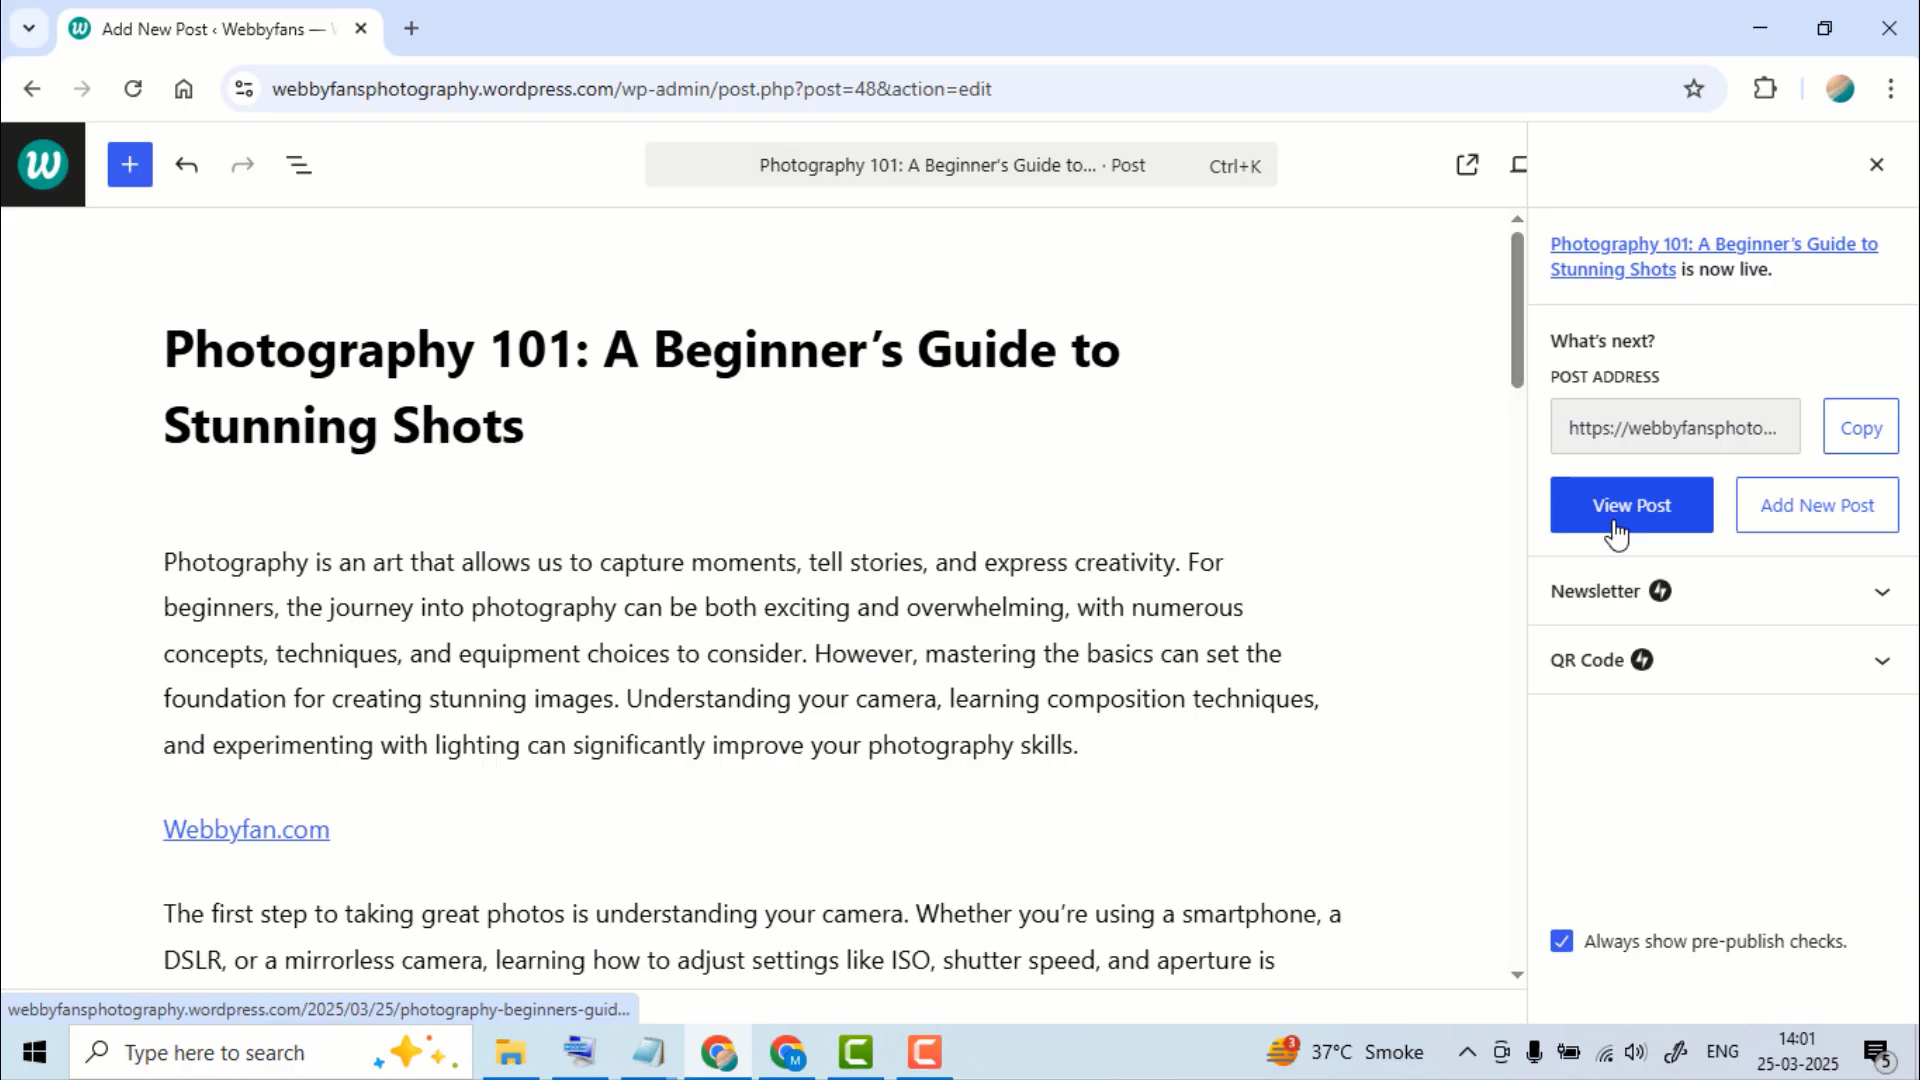 Add New Post ‹ Webbyfans —
webbyfansphotography.wordpress.com/wp-admin/post.php?post=48&action=edit
Photography 101: A Beginner's Guide to... · Post Ctrl+K
Photography 101: A Beginner’s Guide to
Stunning Shots
Photography is an art that allows us to capture moments, tell stories, and express creativity. For
beginners, the journey into photography can be both exciting and overwhelming, with numerous
concepts, techniques, and equipment choices to consider. However, mastering the basics can set the
foundation for creating stunning images. Understanding your camera, learning composition techniques,
and experimenting with lighting can significantly improve your photography skills.
Webbyfan.com
The first step to taking great photos is understanding your camera. Whether you’re using a smartphone, a
DSLR, or a mirrorless camera, learning how to adjust settings like ISO, shutter speed, and aperture is
Photography 101: A Beginner’s Guide to
Stunning Shots is now live.
What’s next?
POST ADDRESS
https://webbyfansphoto... Copy
View Post Add New Post
Newsletter
QR Code
Always show pre-publish checks.
webbyfansphotography.wordpress.com/2025/03/25/photography-beginners-guid...
Type here to search
3
M
C
C
37°C Smoke
ENG
14:01
25-03-2025
5